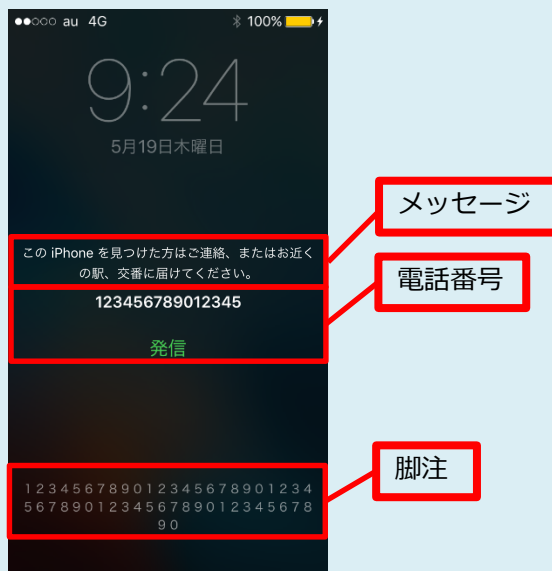 ●●○○○ au 4G 100%
9:24
5月19日木曜日
メッセージ
この iPhone を見つけた方はご連絡、またはお近く
の駅、交番に届けてください。
電話番号
123456789012345
発信
脚注
１２３４５６７８９０１２３４５６７８９０１２３４
５６７８９０１２３４５６７８９０１２３４５６７８
９０